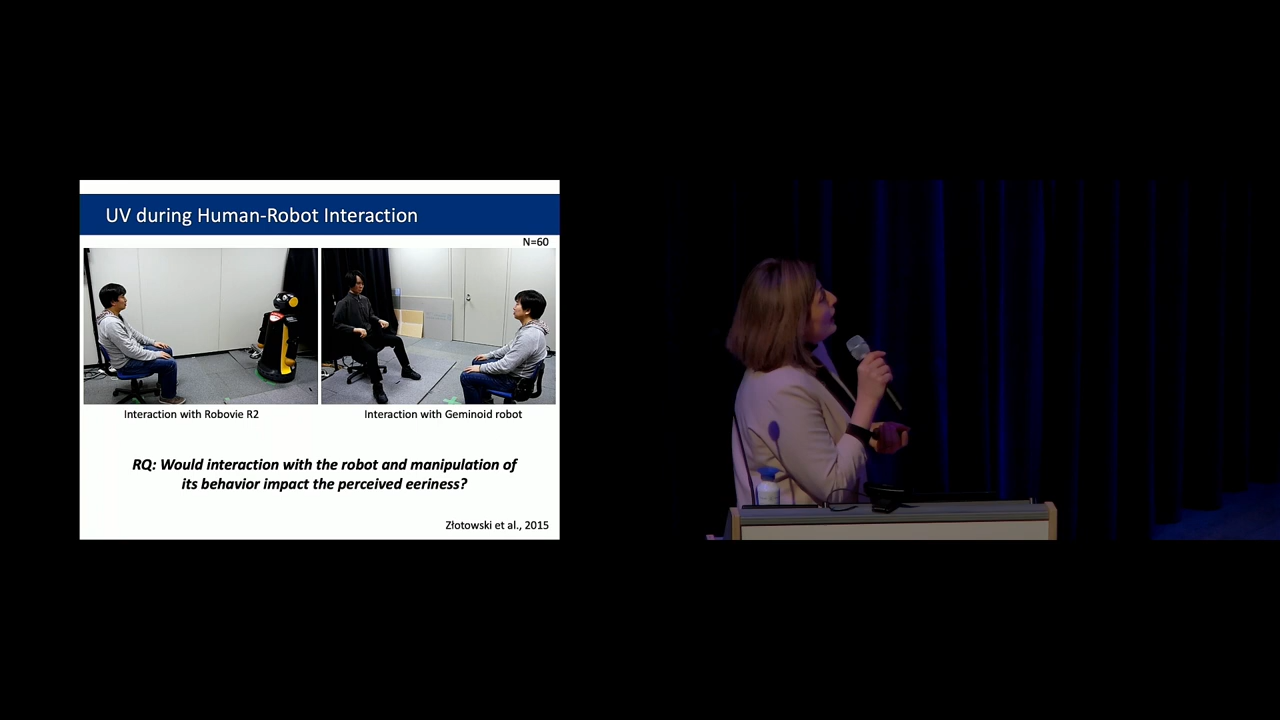 UV during Human-Robot Interaction
N=60
Interaction with Robovie R2
Interaction with Geminoid robot
RQ: Would interaction with the robot and manipulation of
its behavior impact the perceived eeriness?
Złotowski et al., 2015